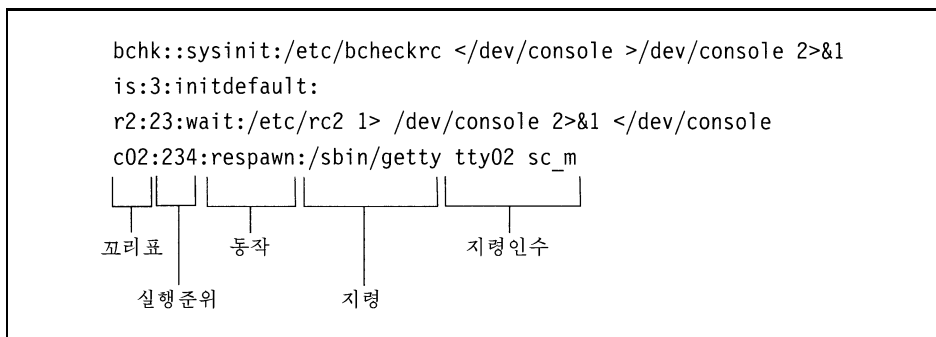 bchk::sysinit:/etc/bcheckrc </dev/console >/dev/console 2>&1
is:3:initdefault:
r2:23:wait:/etc/rc2 1> /dev/console 2>&1 </dev/console
c02:234:respawn:/sbin/getty tty02 sc_m
꼬리표 동작 지령인수
실행준위 지령